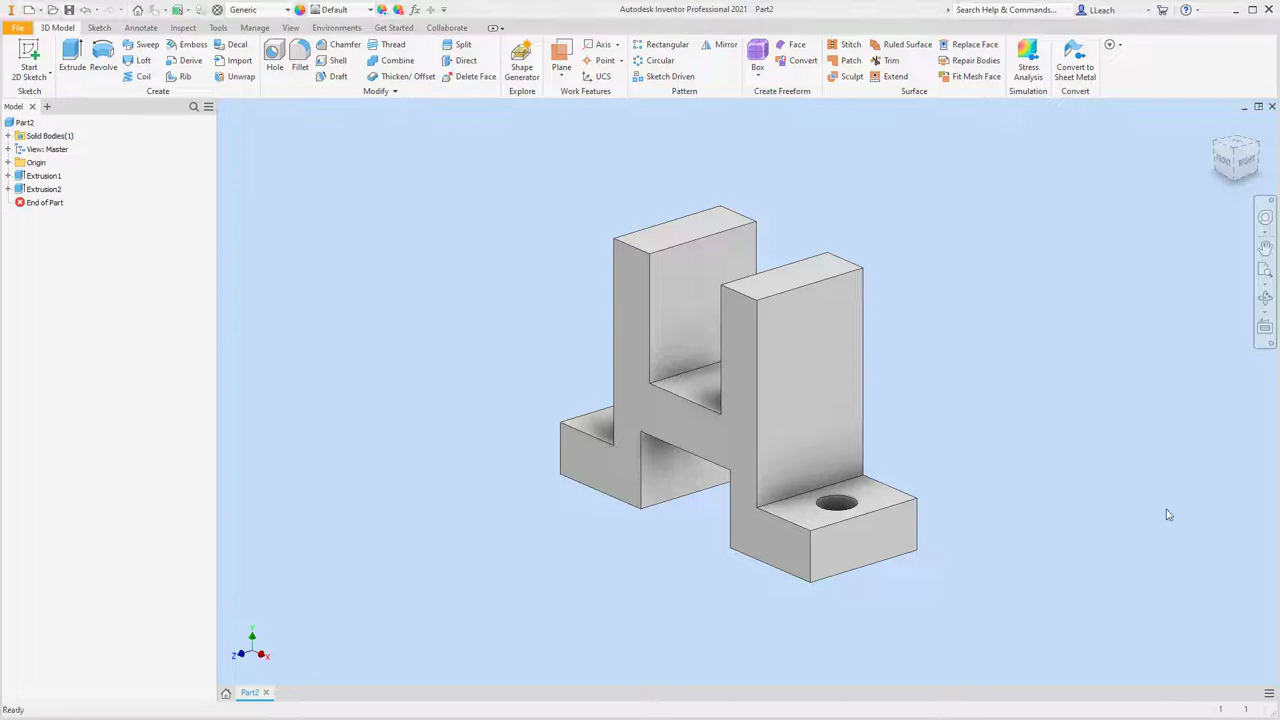 Generic Default Autodesk Inventor Professional 2021 Part2 Search Help & Commands... LLeach
File 3D Model Sketch Annotate Inspect Tools Manage View Environments Get Started Collaborate
Start
2D Sketch
Extrude
Revolve
Sweep Emboss Decal
Loft Derive Import
Coil Rib Unwrap
Hole
Fillet
Chamfer Thread Split
Shell Combine Direct
Draft Thicken/ Offset Delete Face
Shape
Generator
Plane
Axis
Point
UCS
Rectangular Mirror
Circular
Sketch Driven
Box
Face
Convert
Stitch Ruled Surface Replace Face
Patch Trim Repair Bodies
Sculpt Extend Fit Mesh Face
Stress
Analysis
Convert to
Sheet Metal
Sketch Create Modify Explore Work Features Pattern Create Freeform Surface Simulation Convert
Model
Part2
Solid Bodies(1)
View: Master
Origin
Extrusion1
Extrusion2
End of Part
FRONT RIGHT
Y
Z X
Part2
Ready 1 1